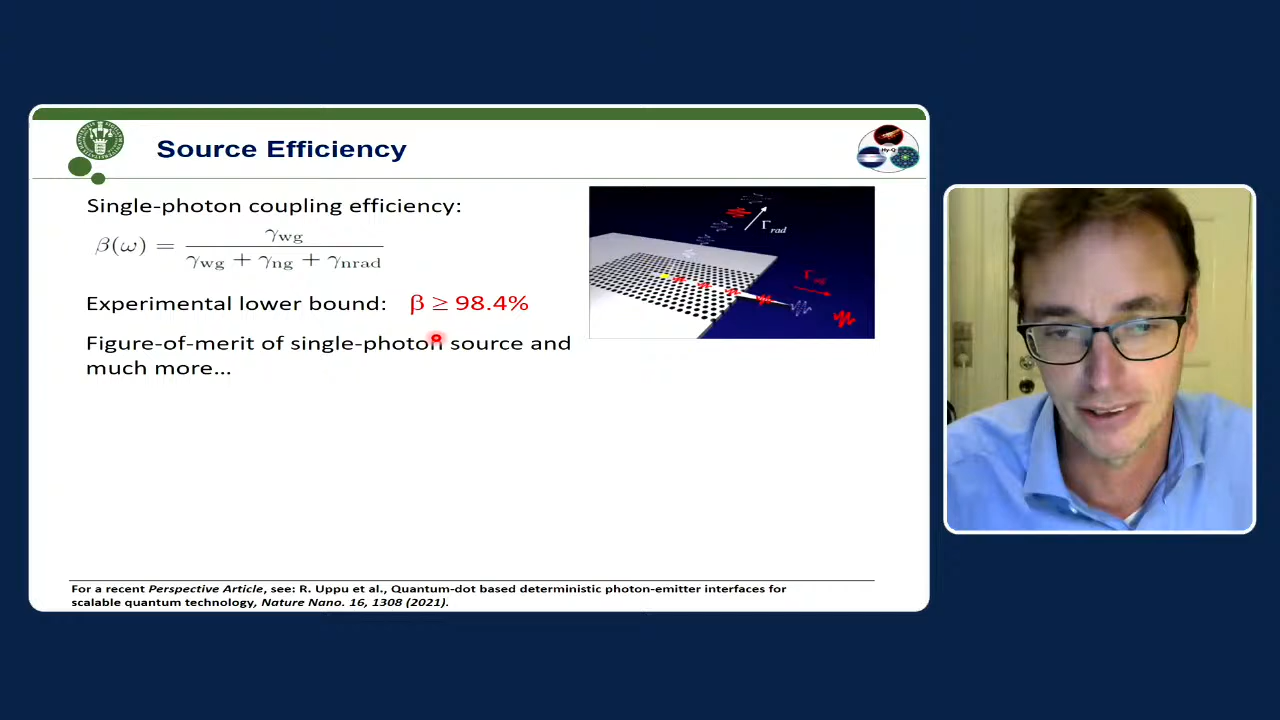 Source Efficiency
Hy-Q
Single-photon coupling efficiency:
β(ω) = γwg / (γwg + γng + γnrad)
Experimental lower bound: β ≥ 98.4%
Figure-of-merit of single-photon source and
much more...
Γrad
For a recent Perspective Article, see: R. Uppu et al., Quantum-dot based deterministic photon-emitter interfaces for
scalable quantum technology, Nature Nano. 16, 1308 (2021).